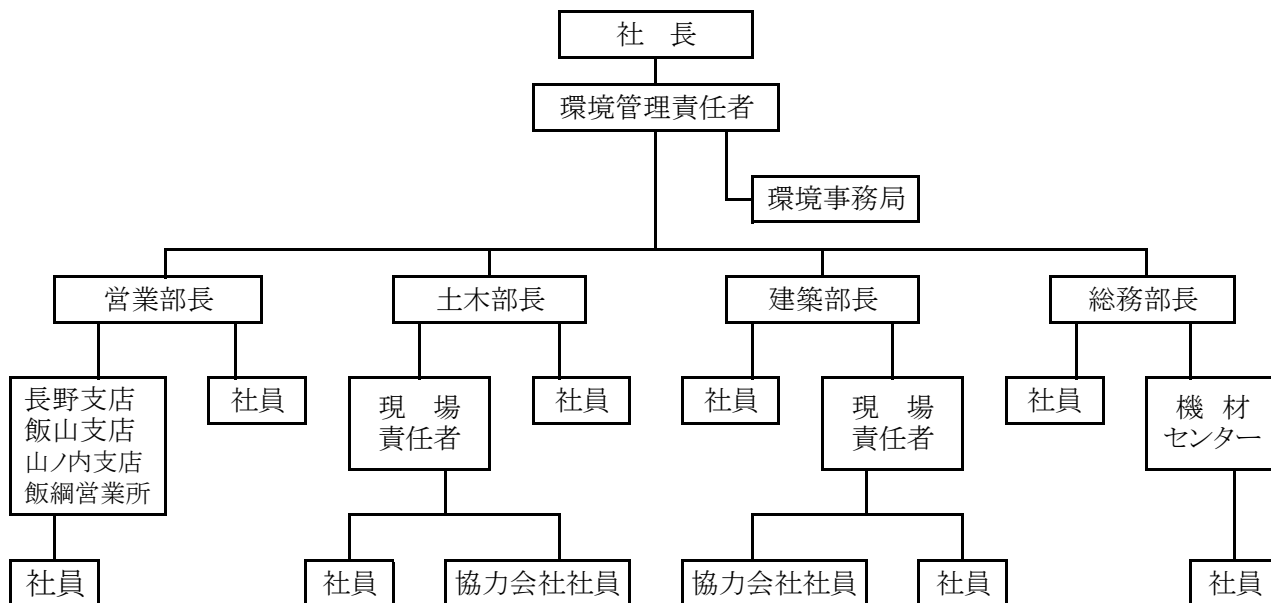 社　長
環境管理責任者
環境事務局
営業部長
土木部長
建築部長
総務部長
長野支店
飯山支店
山ノ内支店
飯綱営業所
社員
現　場
責任者
社員
社員
現　場
責任者
社員
機　材
センター
社員
社員
協力会社社員
協力会社社員
社員
社員